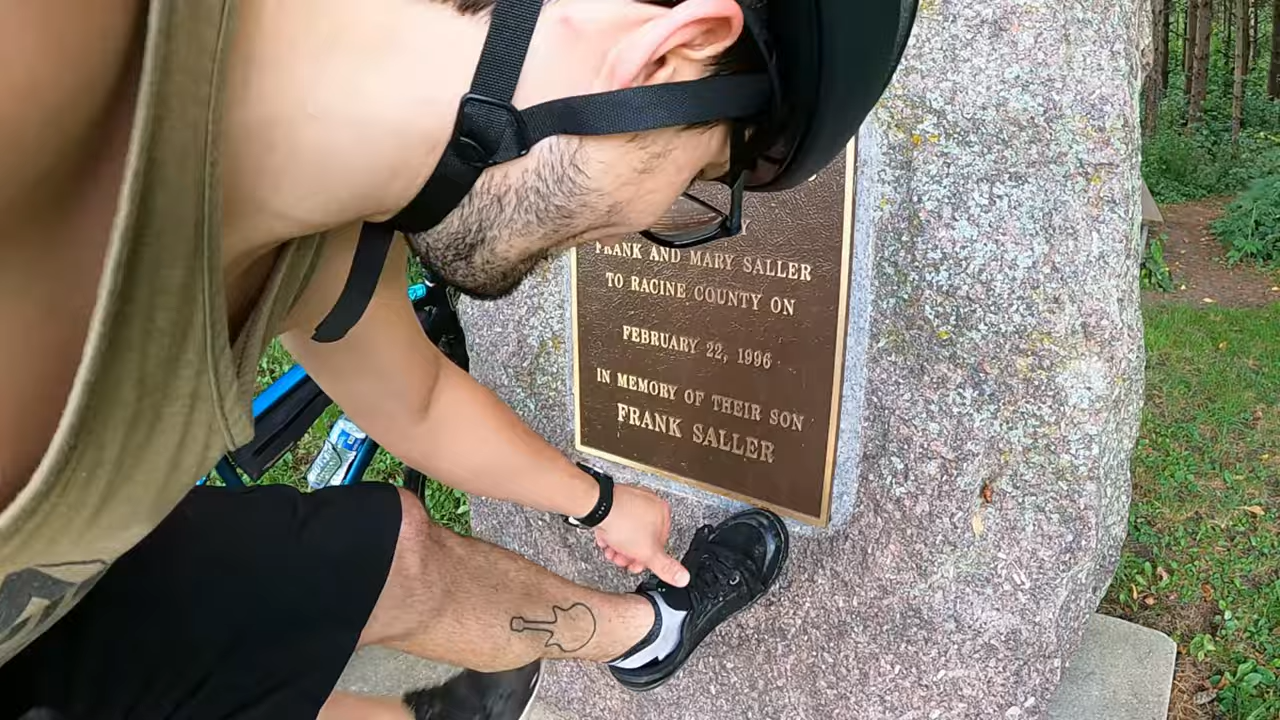 FRANK AND MARY SALLER
TO RACINE COUNTY ON
FEBRUARY 22, 1996
IN MEMORY OF THEIR SON
FRANK SALLER